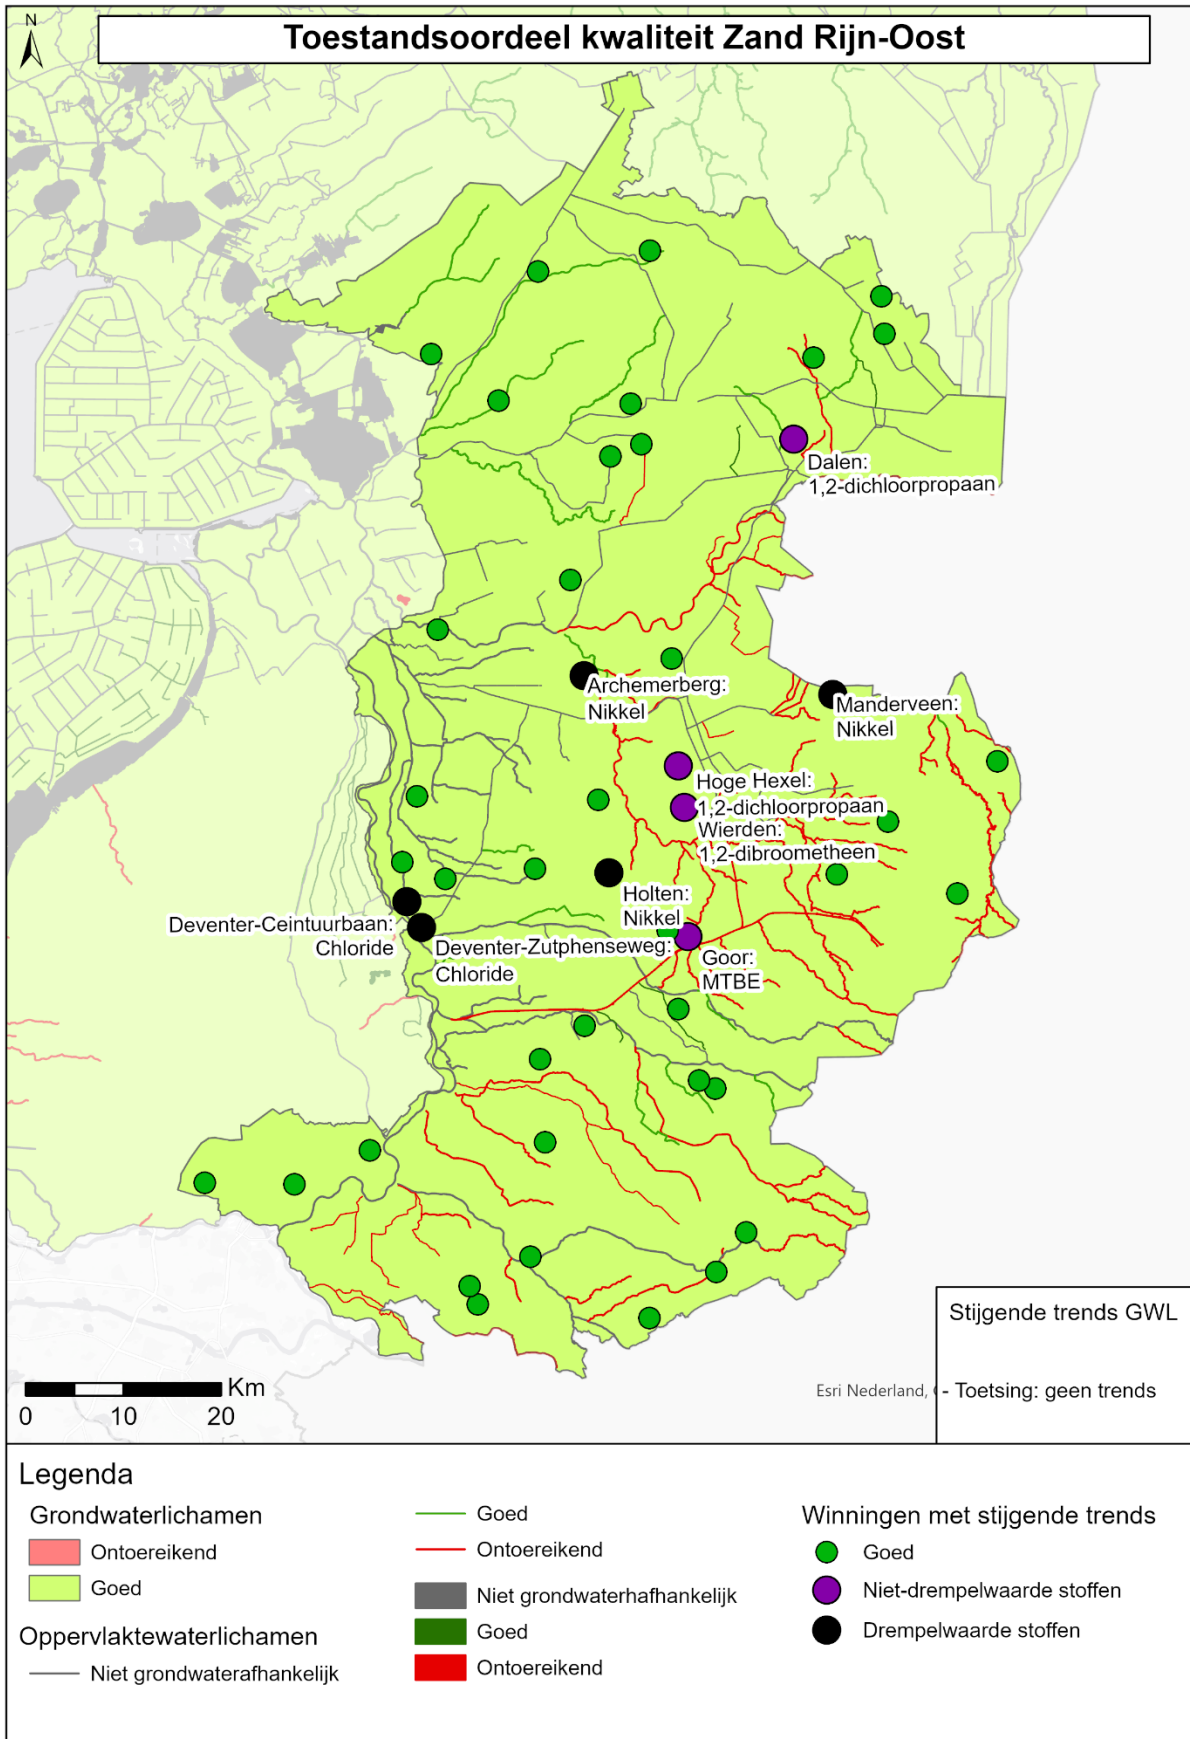 Toestandsoordeel kwaliteit Zand Rijn-Oost
N
Dalen:
1,2-dichloorpropaan
Archemerberg:
Nikkel
Manderveen:
Nikkel
Hoge Hexel:
1,2-dichloorpropaan
Wierden:
1,2-dibroometheen
Holten:
Nikkel
Deventer-Ceintuurbaan:
Chloride
Deventer-Zutphenseweg:
Chloride
Goor:
MTBE
Stijgende trends GWL
- Toetsing: geen trends
Esri Nederland,
Km
0 10 20
Legenda
Grondwaterlichamen
Ontoereikend
Goed
Oppervlaktewaterlichamen
Niet grondwaterafhankelijk
Goed
Ontoereikend
Niet grondwaterhafhankelijk
Goed
Ontoereikend
Winningen met stijgende trends
Goed
Niet-drempelwaarde stoffen
Drempelwaarde stoffen